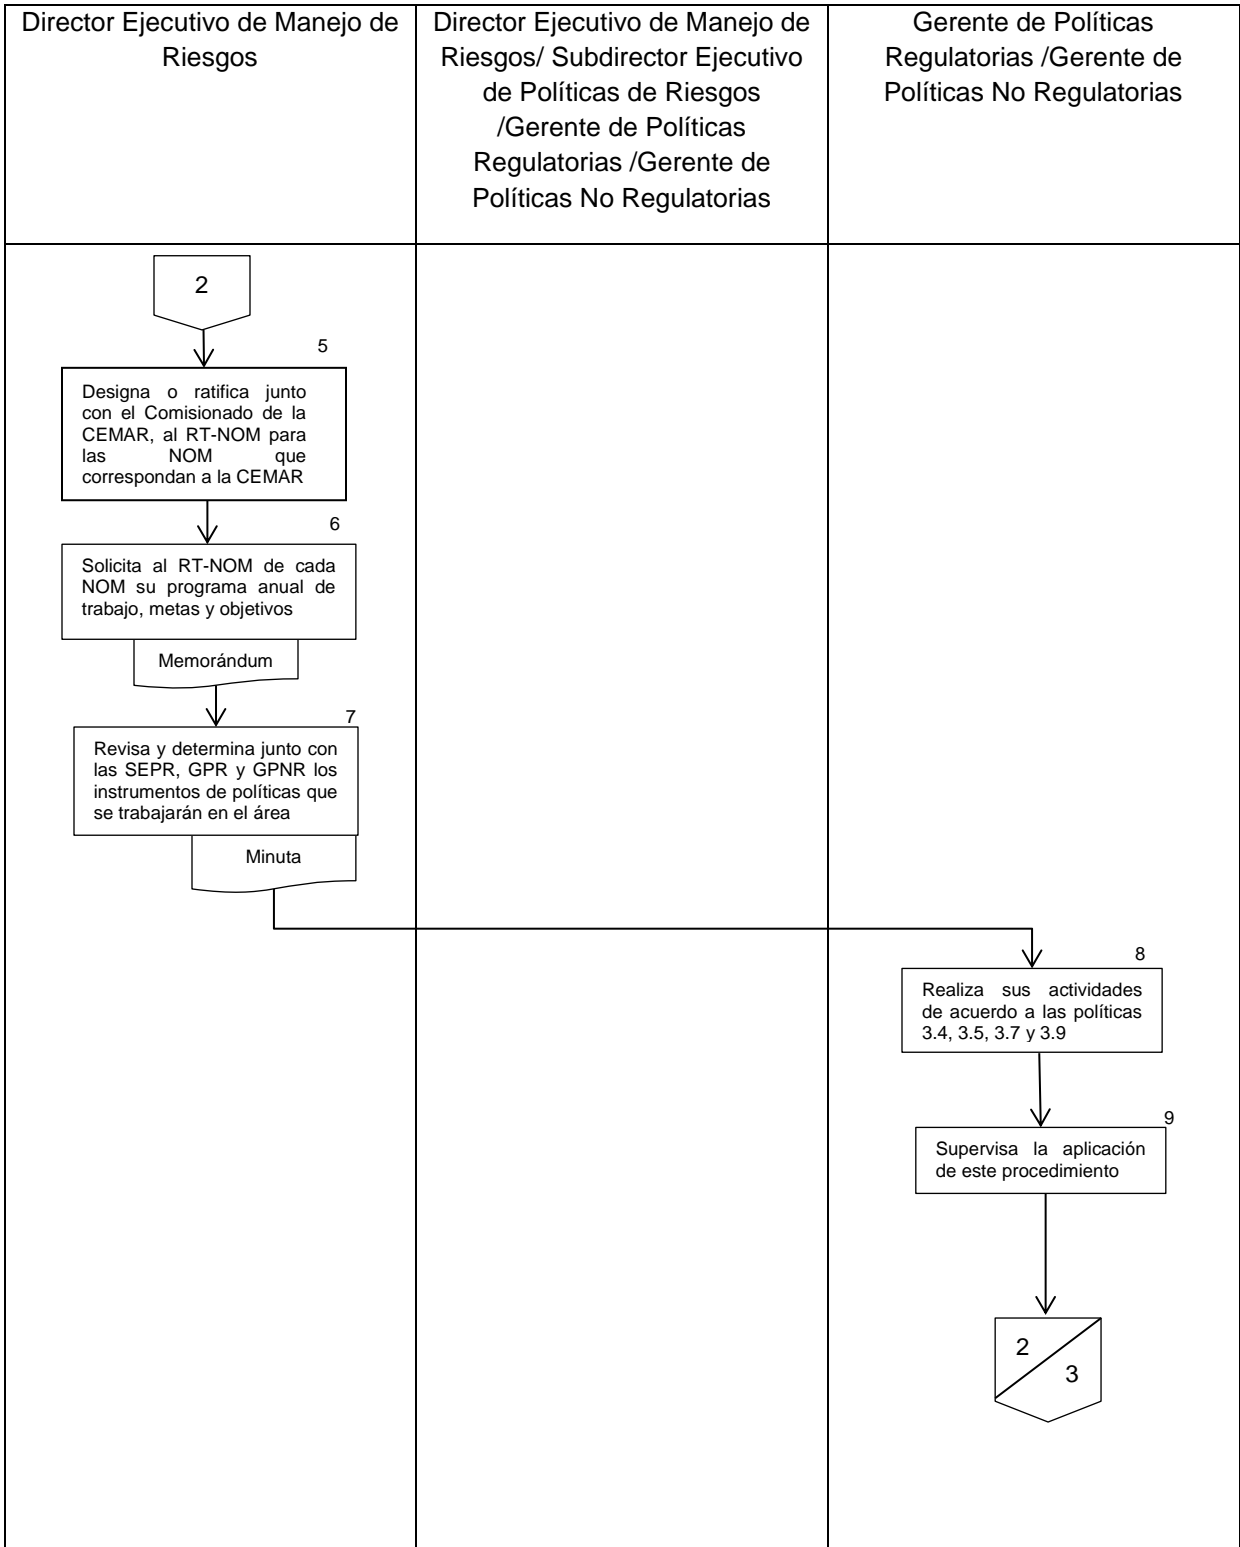 Director Ejecutivo de Manejo de
Riesgos
Director Ejecutivo de Manejo de
Riesgos/ Subdirector Ejecutivo
de Políticas de Riesgos
/Gerente de Políticas
Regulatorias /Gerente de
Políticas No Regulatorias
Gerente de Políticas
Regulatorias /Gerente de
Políticas No Regulatorias
2
5
Designa o ratifica junto
con el Comisionado de la
CEMAR, al RT-NOM para
las NOM que
correspondan a la CEMAR
6
Solicita al RT-NOM de cada
NOM su programa anual de
trabajo, metas y objetivos
Memorándum
7
Revisa y determina junto con
las SEPR, GPR y GPNR los
instrumentos de políticas que
se trabajarán en el área
Minuta
8
Realiza sus actividades
de acuerdo a las políticas
3.4, 3.5, 3.7 y 3.9
9
Supervisa la aplicación
de este procedimiento
2
3